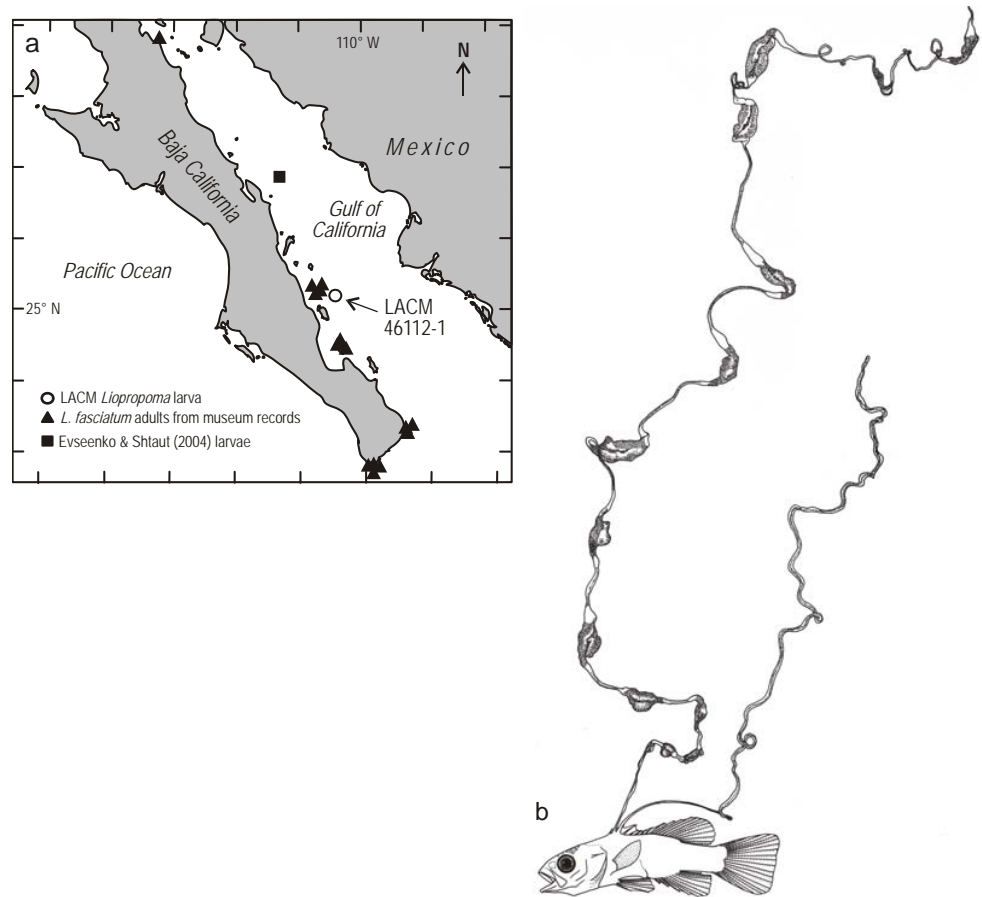 a
110° W
N
Mexico
Baja California
Gulf of
California
Pacific Ocean
25° N
LACM
46112-1
LACM Liopropoma larva
L. fasciatum adults from museum records
Evseenko & Shtaut (2004) larvae
b